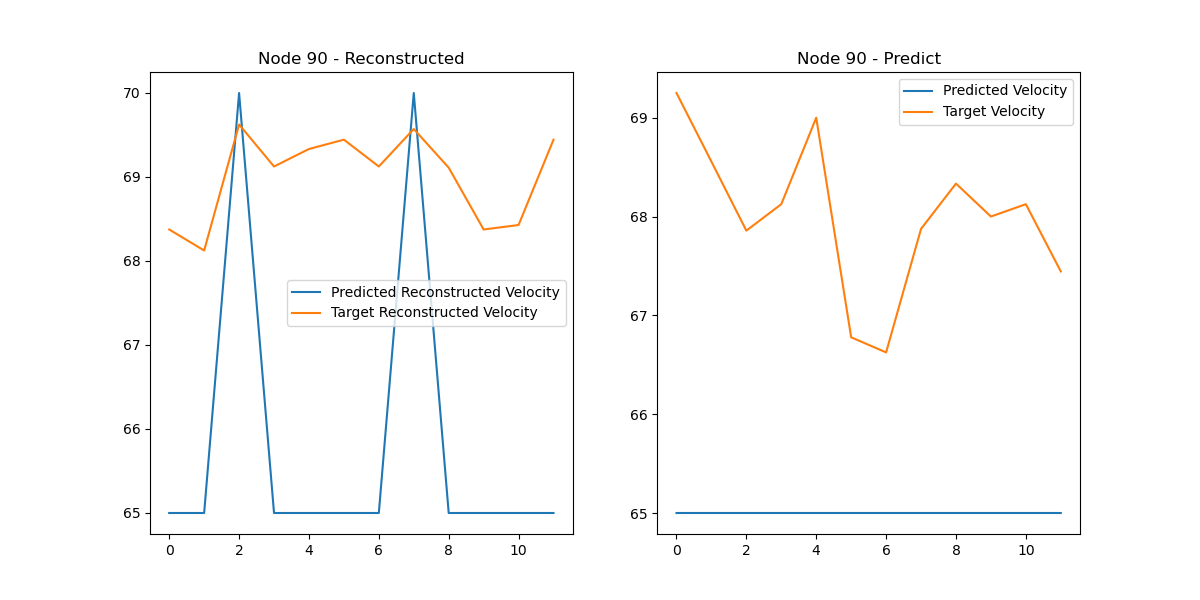 Node 90 - Reconstructed
70
69
68
67
66
65
0 2 4 6 8 10
Predicted Reconstructed Velocity
Target Reconstructed Velocity
Node 90 - Predict
69
68
67
66
65
0 2 4 6 8 10
Predicted Velocity
Target Velocity